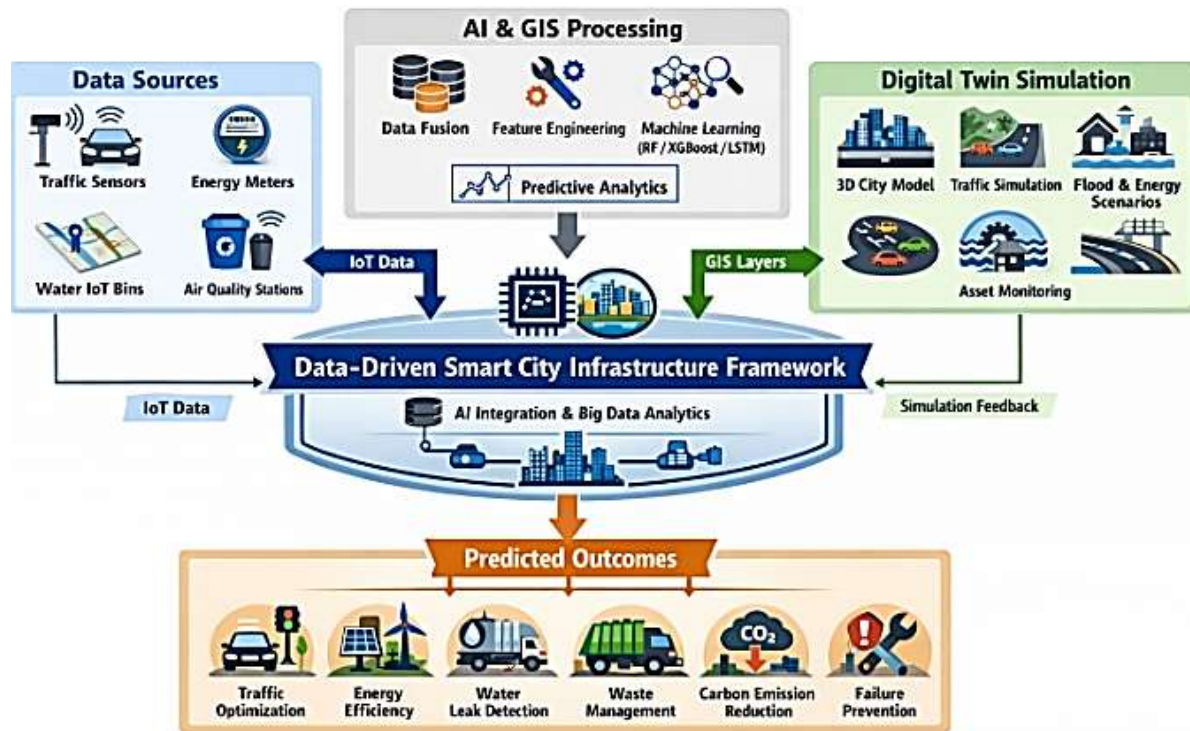 AI & GIS Processing
Data Fusion
Feature Engineering
Machine Learning
(RF / XGBoost / LSTM)
Predictive Analytics
Data Sources
Traffic Sensors
Energy Meters
Water IoT Bins
Air Quality Stations
Digital Twin Simulation
3D City Model
Traffic Simulation
Flood & Energy
Scenarios
Asset Monitoring
IoT Data
GIS Layers
Data-Driven Smart City Infrastructure Framework
IoT Data
AI Integration & Big Data Analytics
Simulation Feedback
Predicted Outcomes
CO₂
Traffic
Optimization
Energy
Efficiency
Water
Leak Detection
Waste
Management
Carbon Emission
Reduction
Failure
Prevention